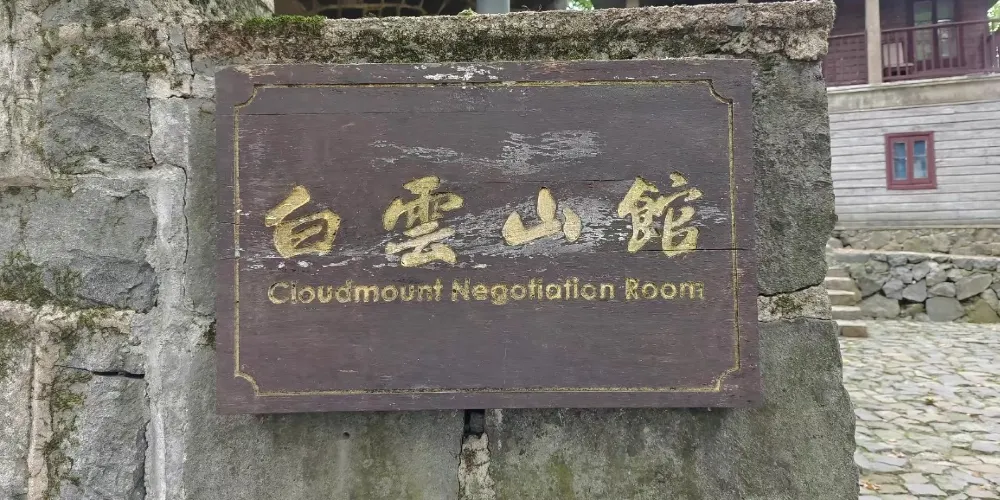 白雲山館
Cloudmount Negotiation Room